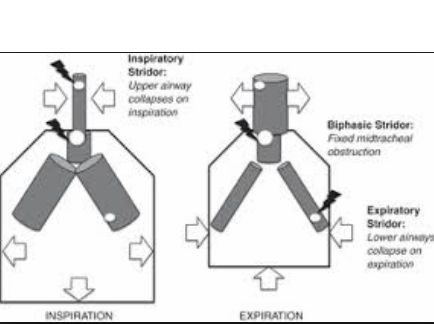 Inspiratory
Stridor:
Upper airway
collapses on
inspiration
Biphasic Stridor:
Fixed midtracheal
obstruction
Expiratory
Stridor:
Lower airways
collapse on
expiration
INSPIRATION
EXPIRATION